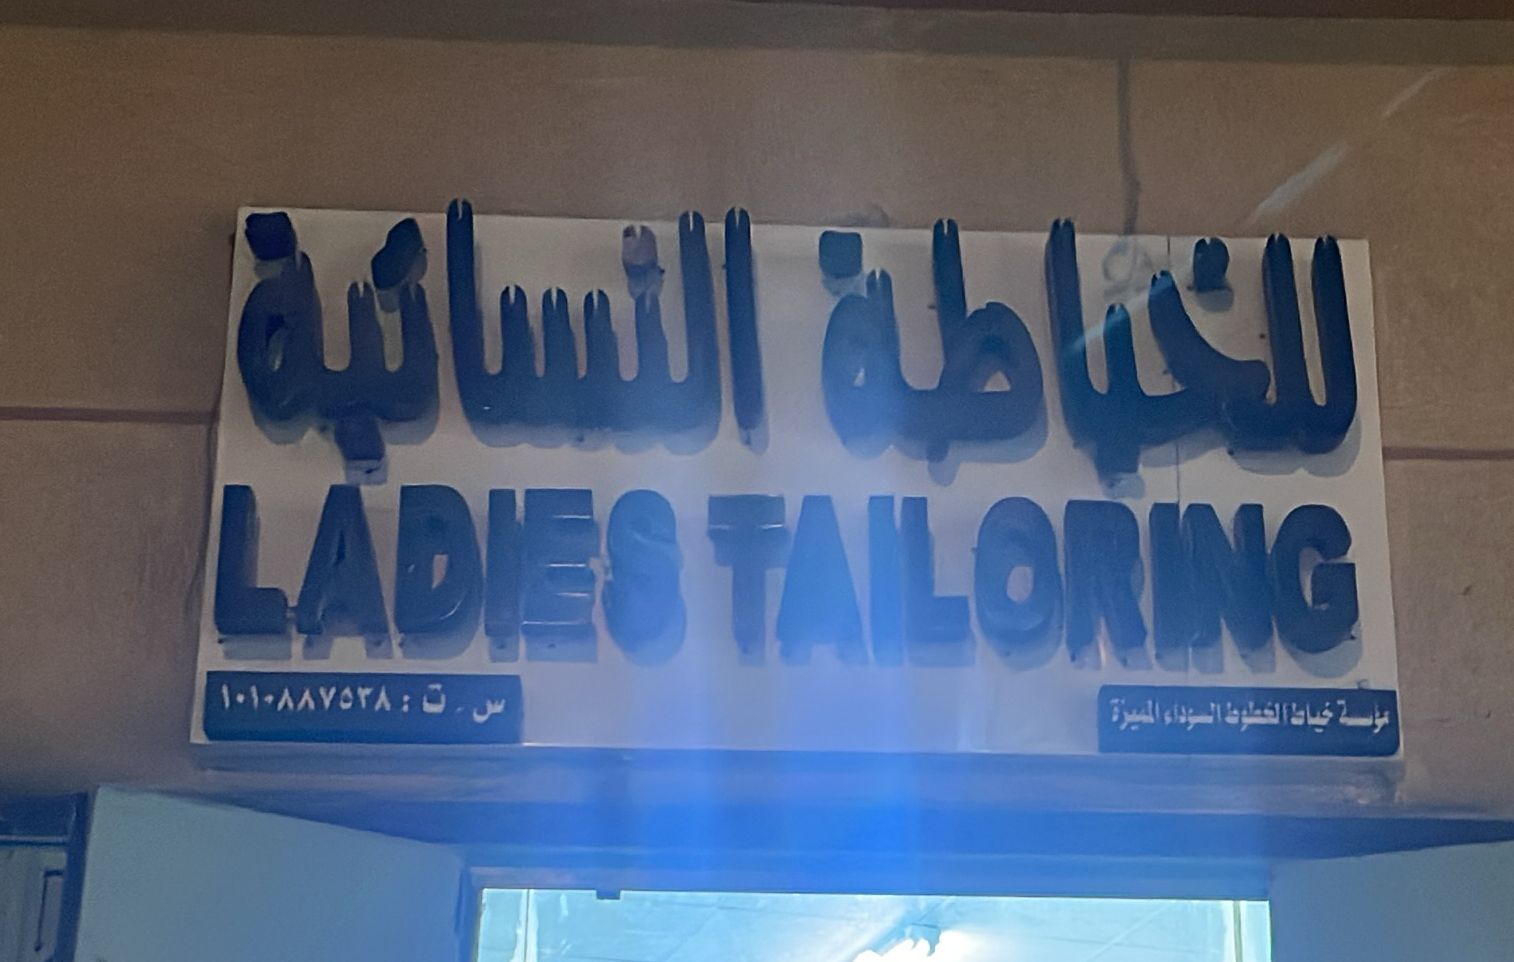 للخياطة النسائية
LADIES TAILORING
مؤسسة خياط الخطوط السوداء المميزة
س . ت : ١٠١٠٨٨٧٥٣٨